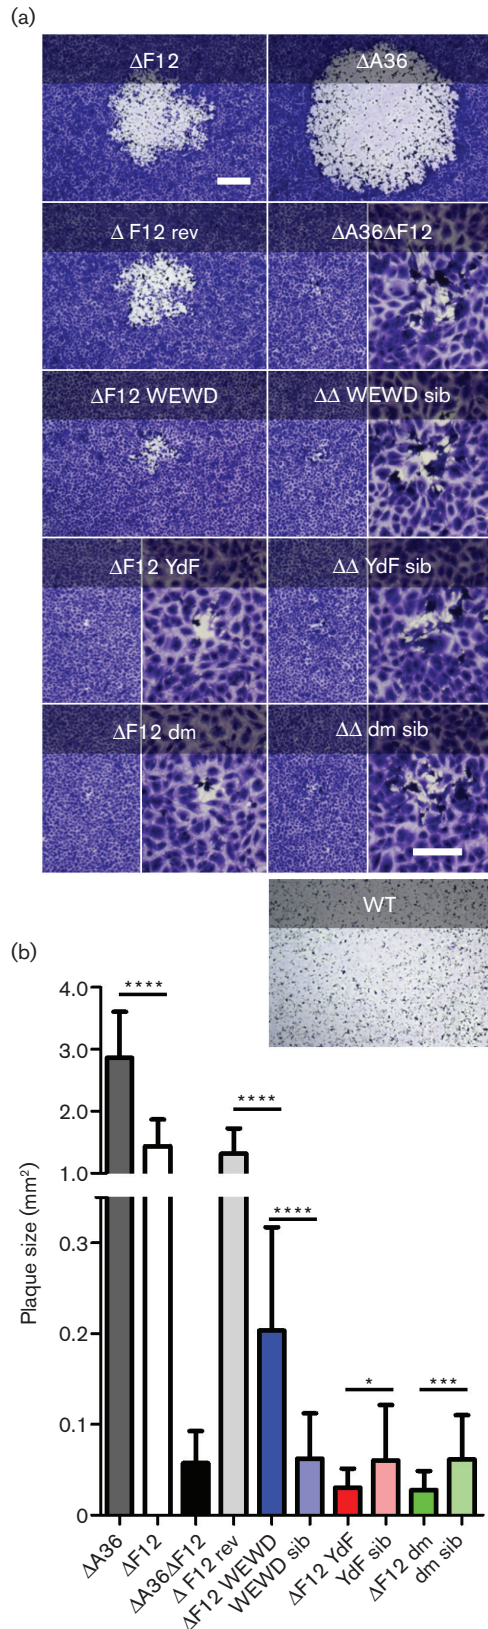 (a)
ΔF12
ΔA36
Δ F12 rev
ΔA36ΔF12
ΔF12 WEWD
ΔΔ WEWD sib
ΔF12 YdF
ΔΔ YdF sib
ΔF12 dm
ΔΔ dm sib
WT
(b)
Plaque size (mm²)
4.0
3.0
2.0
1.0
0.3
0.2
0.1
0
****
****
****
*
***
ΔA36
ΔF12
ΔA36ΔF12
Δ F12 rev
ΔF12 WEWD
WEWD sib
ΔF12 YdF
YdF sib
ΔF12 dm
dm sib